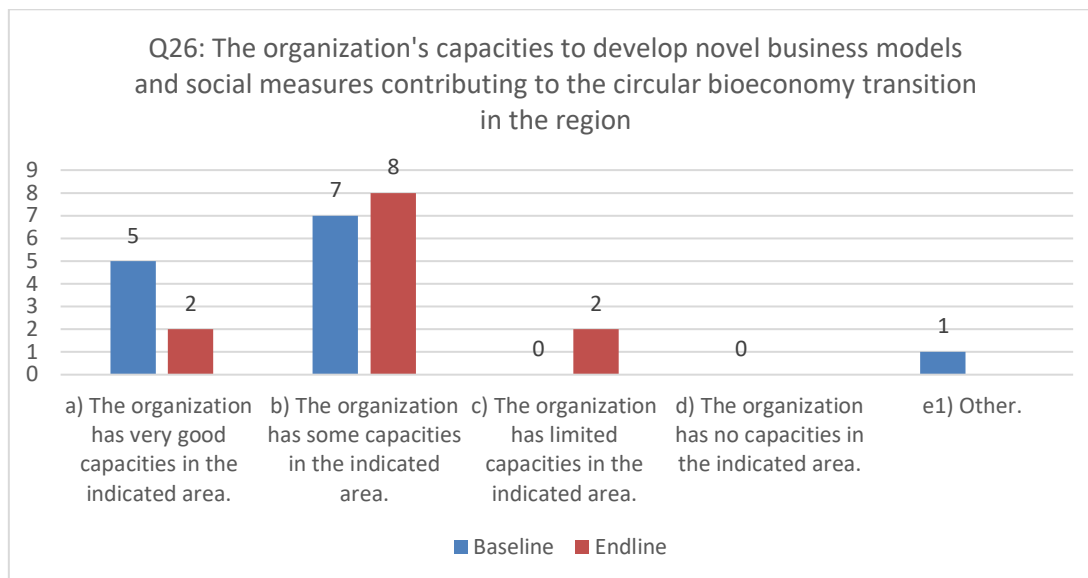 Q26: The organization's capacities to develop novel business models
and social measures contributing to the circular bioeconomy transition
in the region
9
8
7
6
5
4
3
2
1
0
5
2
7
8
0
2
0
1
a) The organization
has very good
capacities in the
indicated area.
b) The organization
has some capacities
in the indicated
area.
c) The organization
has limited
capacities in the
indicated area.
d) The organization
has no capacities in
the indicated area.
e1) Other.
Baseline
Endline